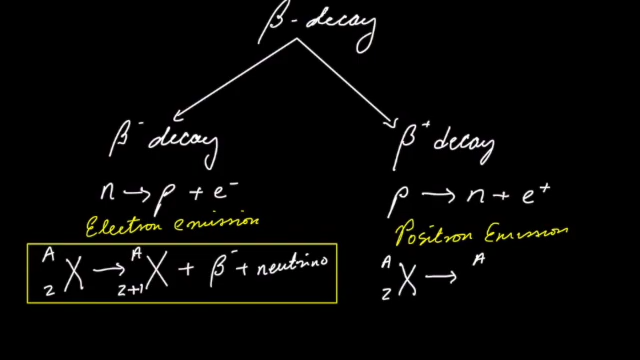 β - decay
β⁻ decay
n → p + e⁻
Electron emission
ᴬ₂X → ᴬ₂₊₁X + β⁻ + neutrino
β⁺ decay
p → n + e⁺
Positron Emission
ᴬ₂X → ᴬ